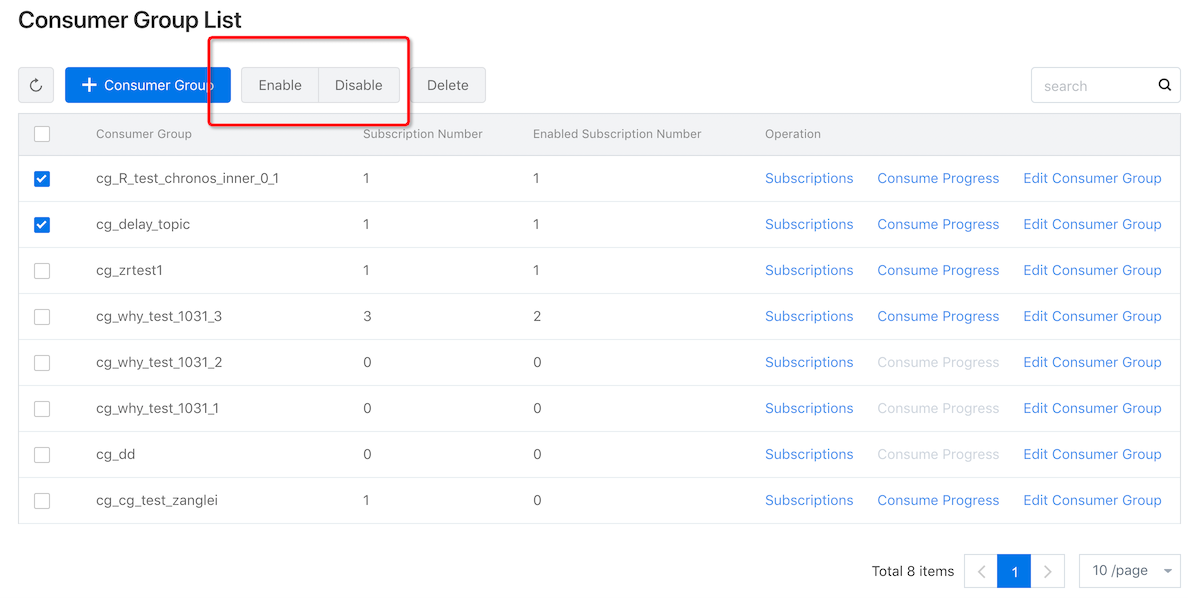 Consumer Group List
+ Consumer Group Enable Disable Delete search
Consumer Group Subscription Number Enabled Subscription Number Operation
cg_R_test_chronos_inner_0_1 1 1 Subscriptions Consume Progress Edit Consumer Group
cg_delay_topic 1 1 Subscriptions Consume Progress Edit Consumer Group
cg_zrtest1 1 1 Subscriptions Consume Progress Edit Consumer Group
cg_why_test_1031_3 3 2 Subscriptions Consume Progress Edit Consumer Group
cg_why_test_1031_2 0 0 Subscriptions Consume Progress Edit Consumer Group
cg_why_test_1031_1 0 0 Subscriptions Consume Progress Edit Consumer Group
cg_dd 0 0 Subscriptions Consume Progress Edit Consumer Group
cg_cg_test_zanglei 1 0 Subscriptions Consume Progress Edit Consumer Group
Total 8 items 1 10 /page